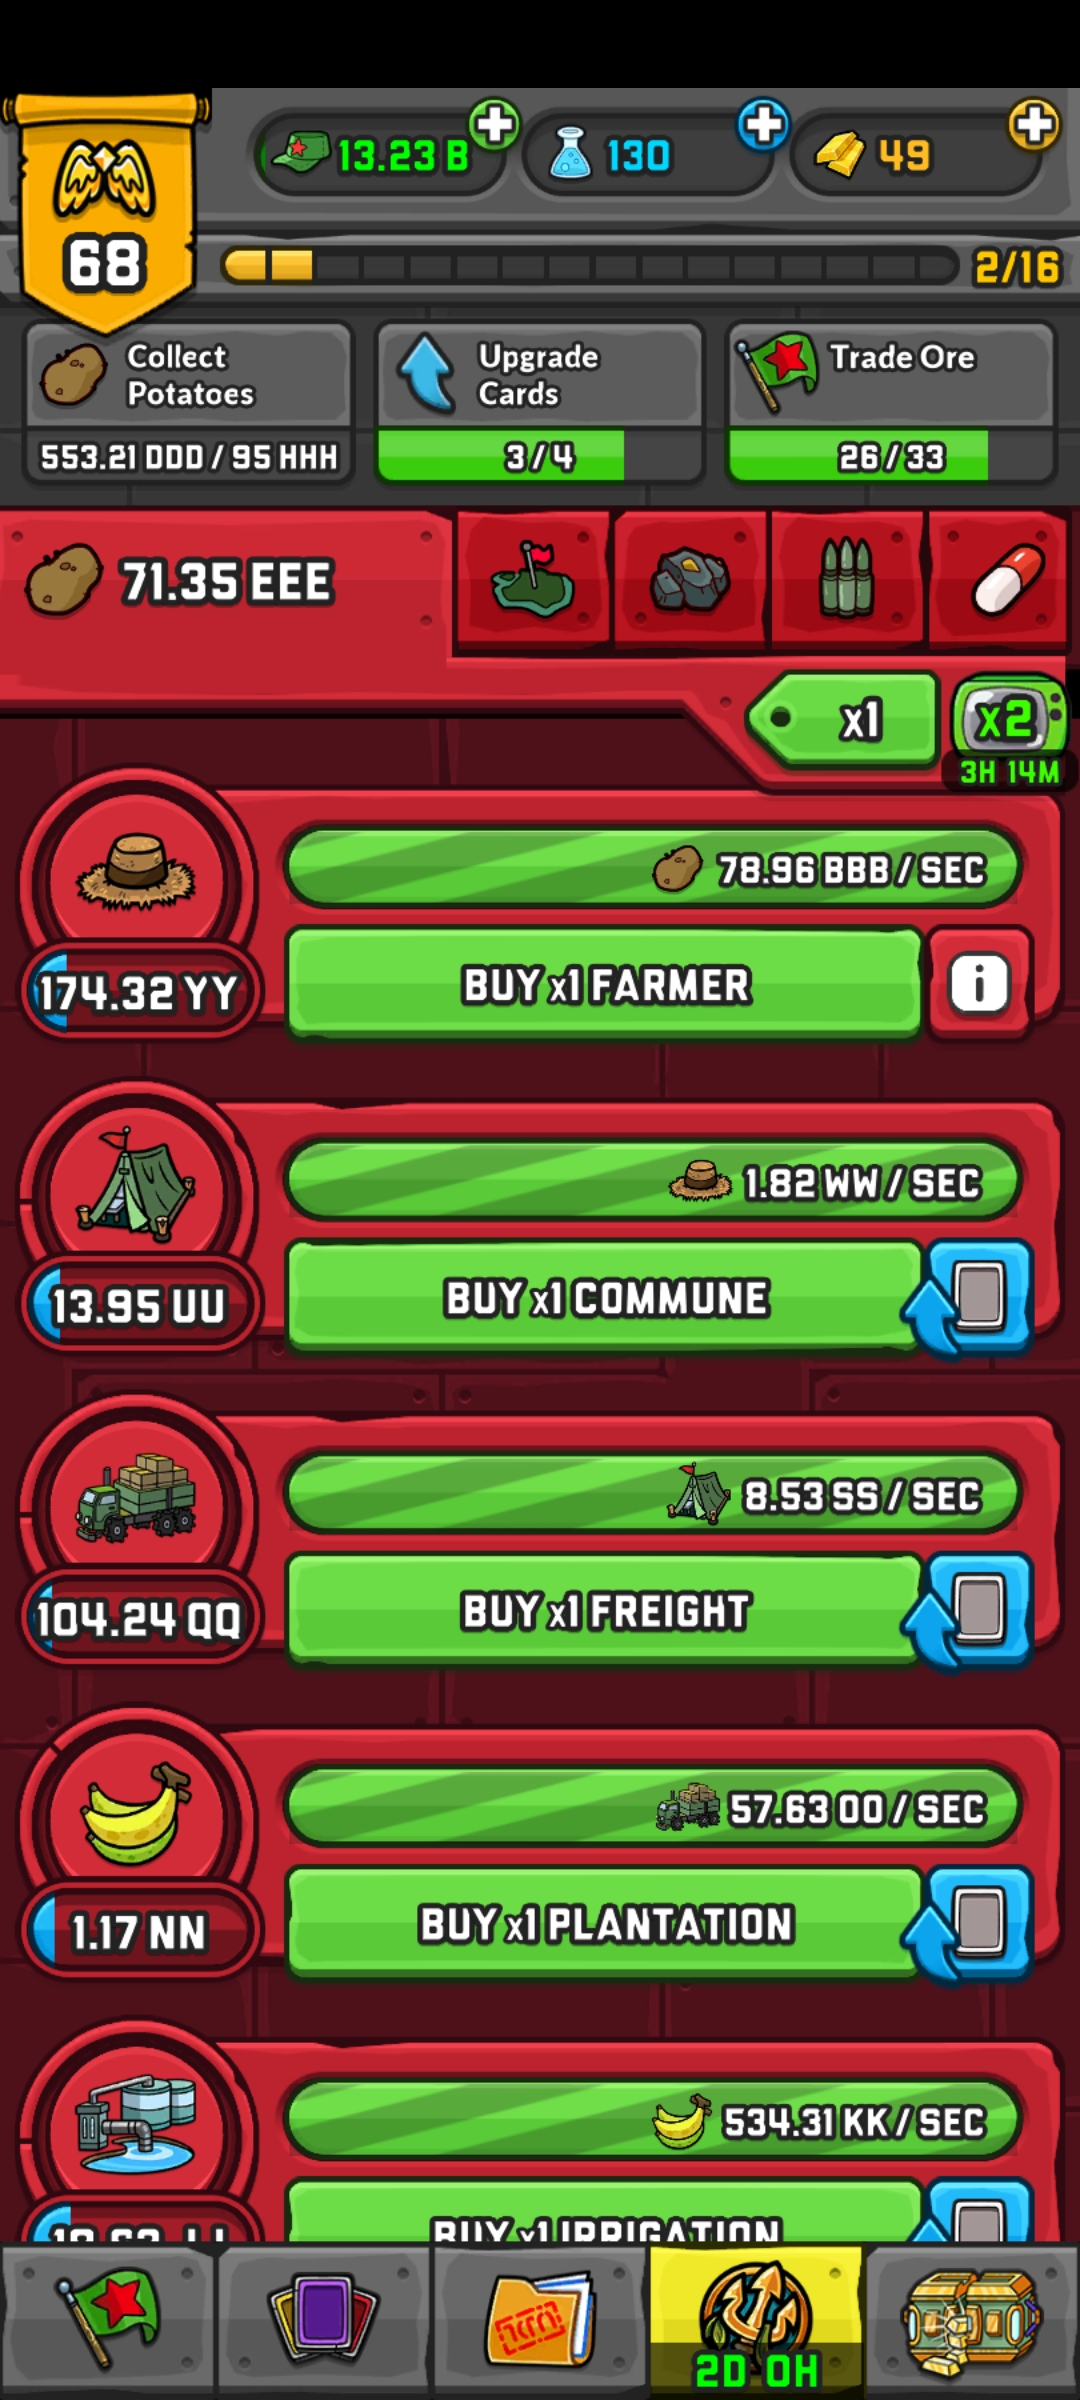 13.23 B
130
49
68
2/16
Collect
Potatoes
553.21 DDD / 95 HHH
Upgrade
Cards
3/4
Trade Ore
26/33
71.35 EEE
x1
x2
3H 14M
78.96 BBB / SEC
174.32 YY
BUY x1 FARMER
i
1.82 WW / SEC
13.95 UU
BUY x1 COMMUNE
8.53 SS / SEC
104.24 QQ
BUY x1 FREIGHT
57.63 OO / SEC
1.17 NN
BUY x1 PLANTATION
534.31 KK / SEC
BUY x1 IRRIGATION
2D 0H